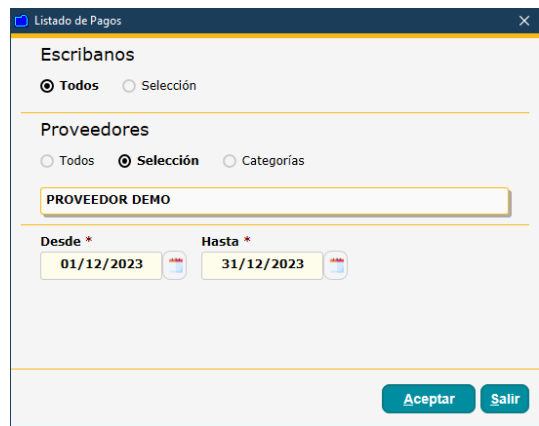 Listado de Pagos
Escribanos
Todos Selección
Proveedores
Todos Selección Categorías
PROVEEDOR DEMO
Desde * Hasta *
01/12/2023 31/12/2023
Aceptar Salir